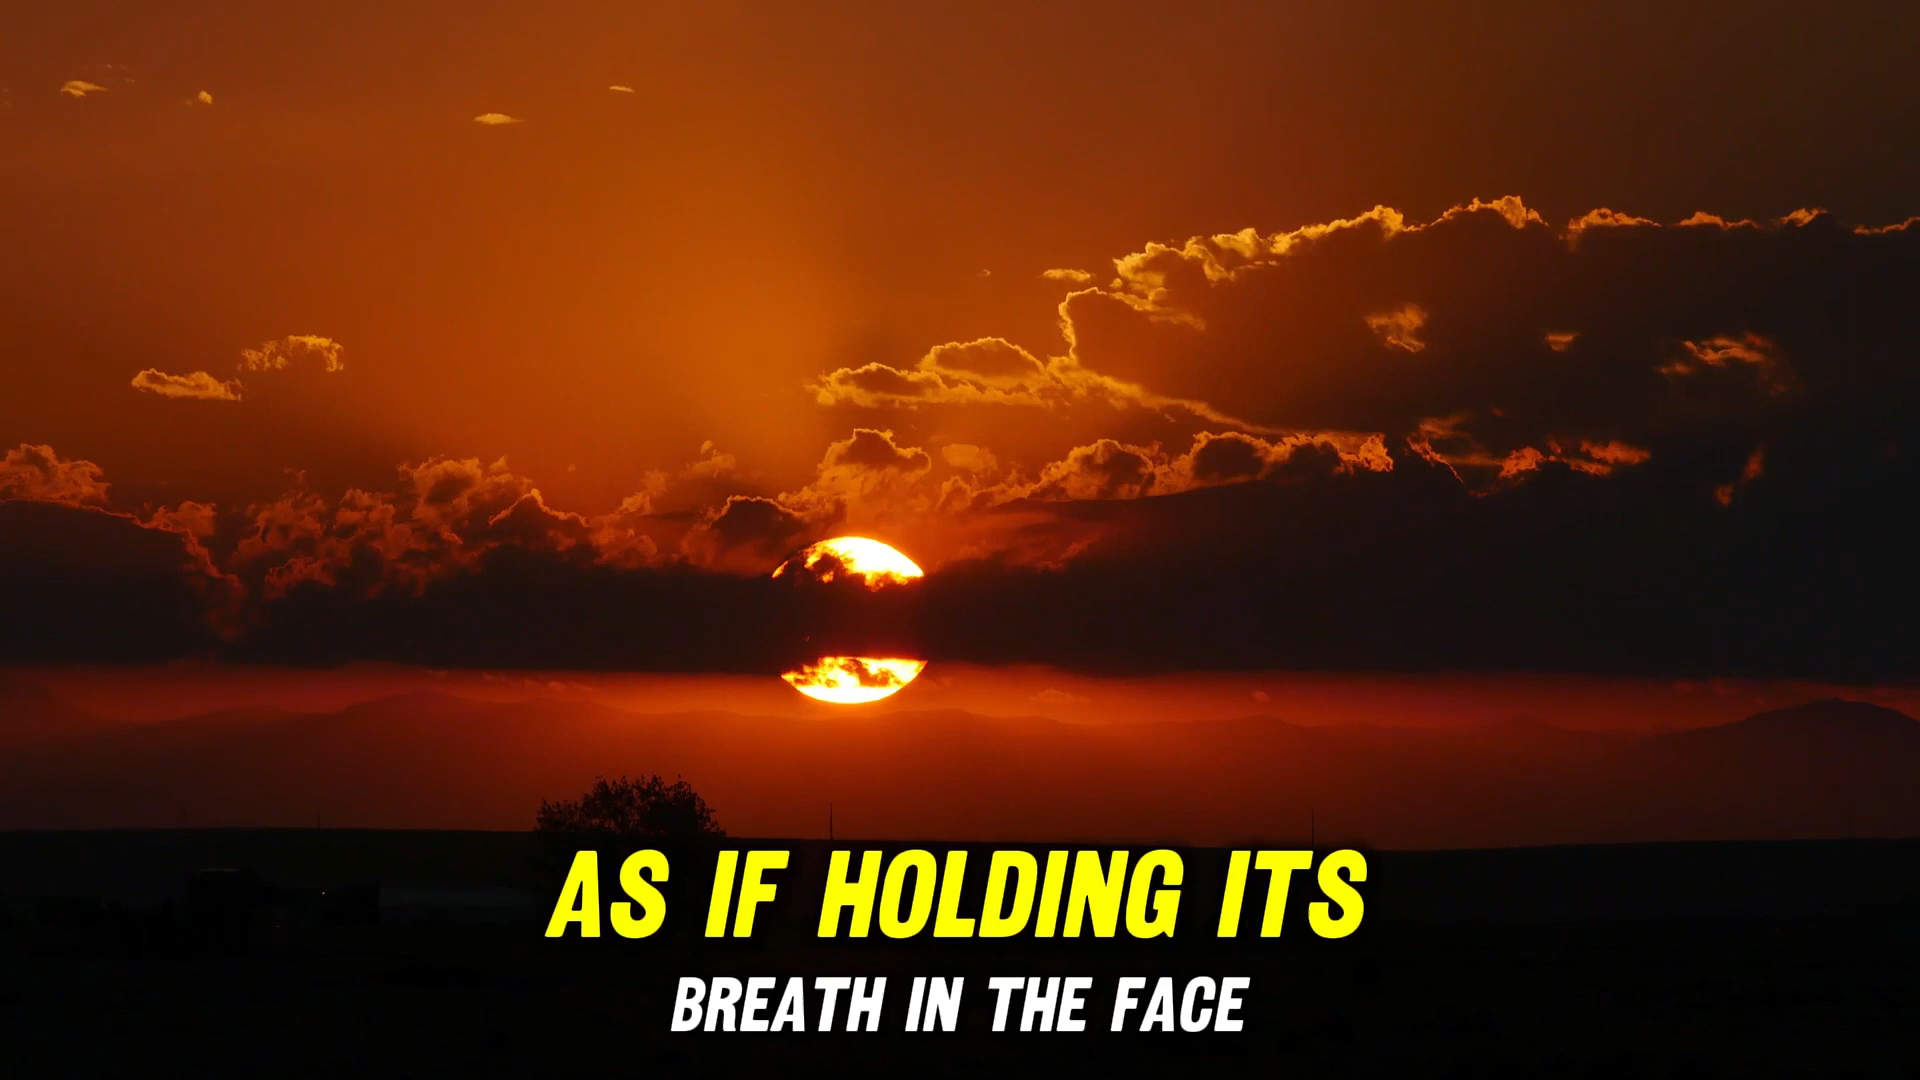 AS IF HOLDING ITS
BREATH IN THE FACE